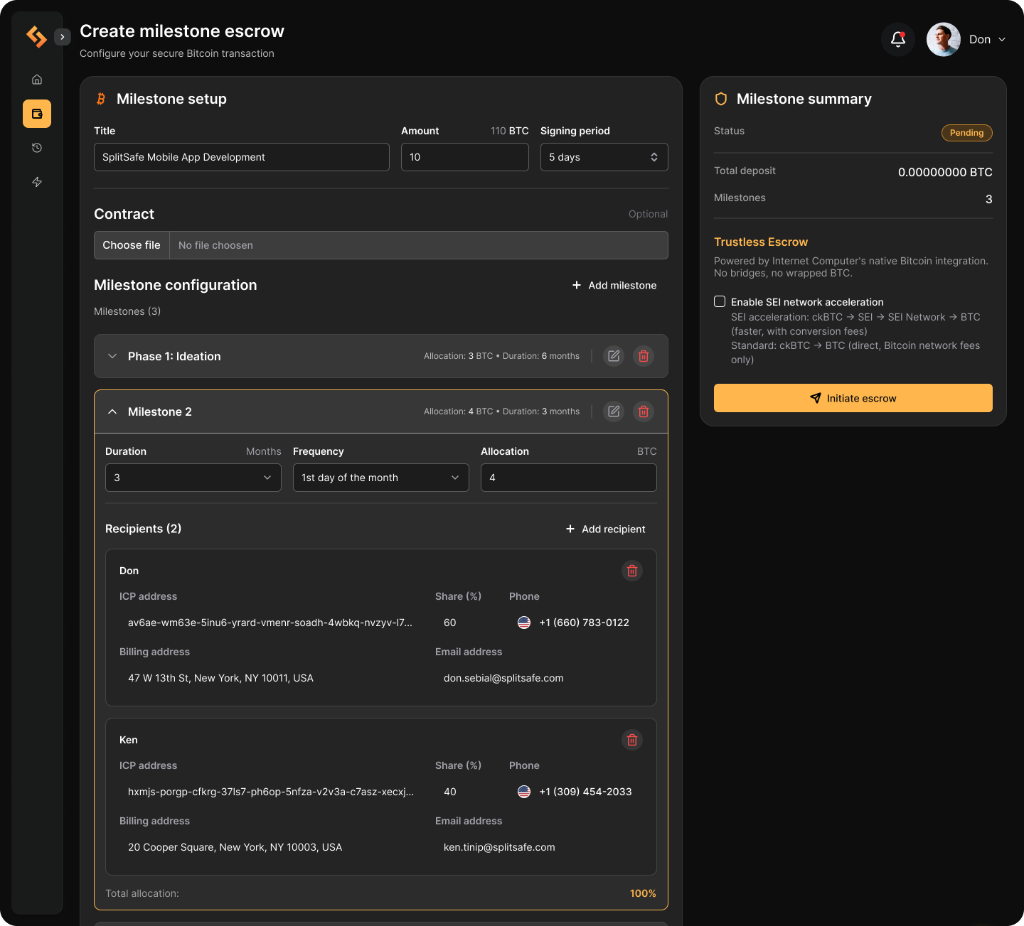 Create milestone escrow
Configure your secure Bitcoin transaction
Don
Milestone setup
Title
Amount 110 BTC
Signing period
SplitSafe Mobile App Development
10
5 days
Contract
Optional
Choose file
No file choosen
Milestone configuration
Add milestone
Milestones (3)
Phase 1: Ideation
Allocation: 3 BTC • Duration: 6 months
Milestone 2
Allocation: 4 BTC • Duration: 3 months
Duration Months
Frequency
Allocation BTC
3
1st day of the month
4
Recipients (2)
Add recipient
Don
ICP address
Share (%)
Phone
av6ae-wm63e-5inu6-yrard-vmenr-soadh-4wbkq-nvzyv-l7...
60
+1 (660) 783-0122
Billing address
Email address
47 W 13th St, New York, NY 10011, USA
don.sebial@splitsafe.com
Ken
ICP address
Share (%)
Phone
hxmjs-porgp-cfkrg-37ls7-ph6op-5nfza-v2v3a-c7asz-xecxj...
40
+1 (309) 454-2033
Billing address
Email address
20 Cooper Square, New York, NY 10003, USA
ken.tinip@splitsafe.com
Total allocation:
100%
Milestone summary
Status
Pending
Total deposit
0.00000000 BTC
Milestones
3
Trustless Escrow
Powered by Internet Computer's native Bitcoin integration.
No bridges, no wrapped BTC.
Enable SEI network acceleration
SEI acceleration: ckBTC → SEI → SEI Network → BTC
(faster, with conversion fees)
Standard: ckBTC → BTC (direct, Bitcoin network fees
only)
Initiate escrow